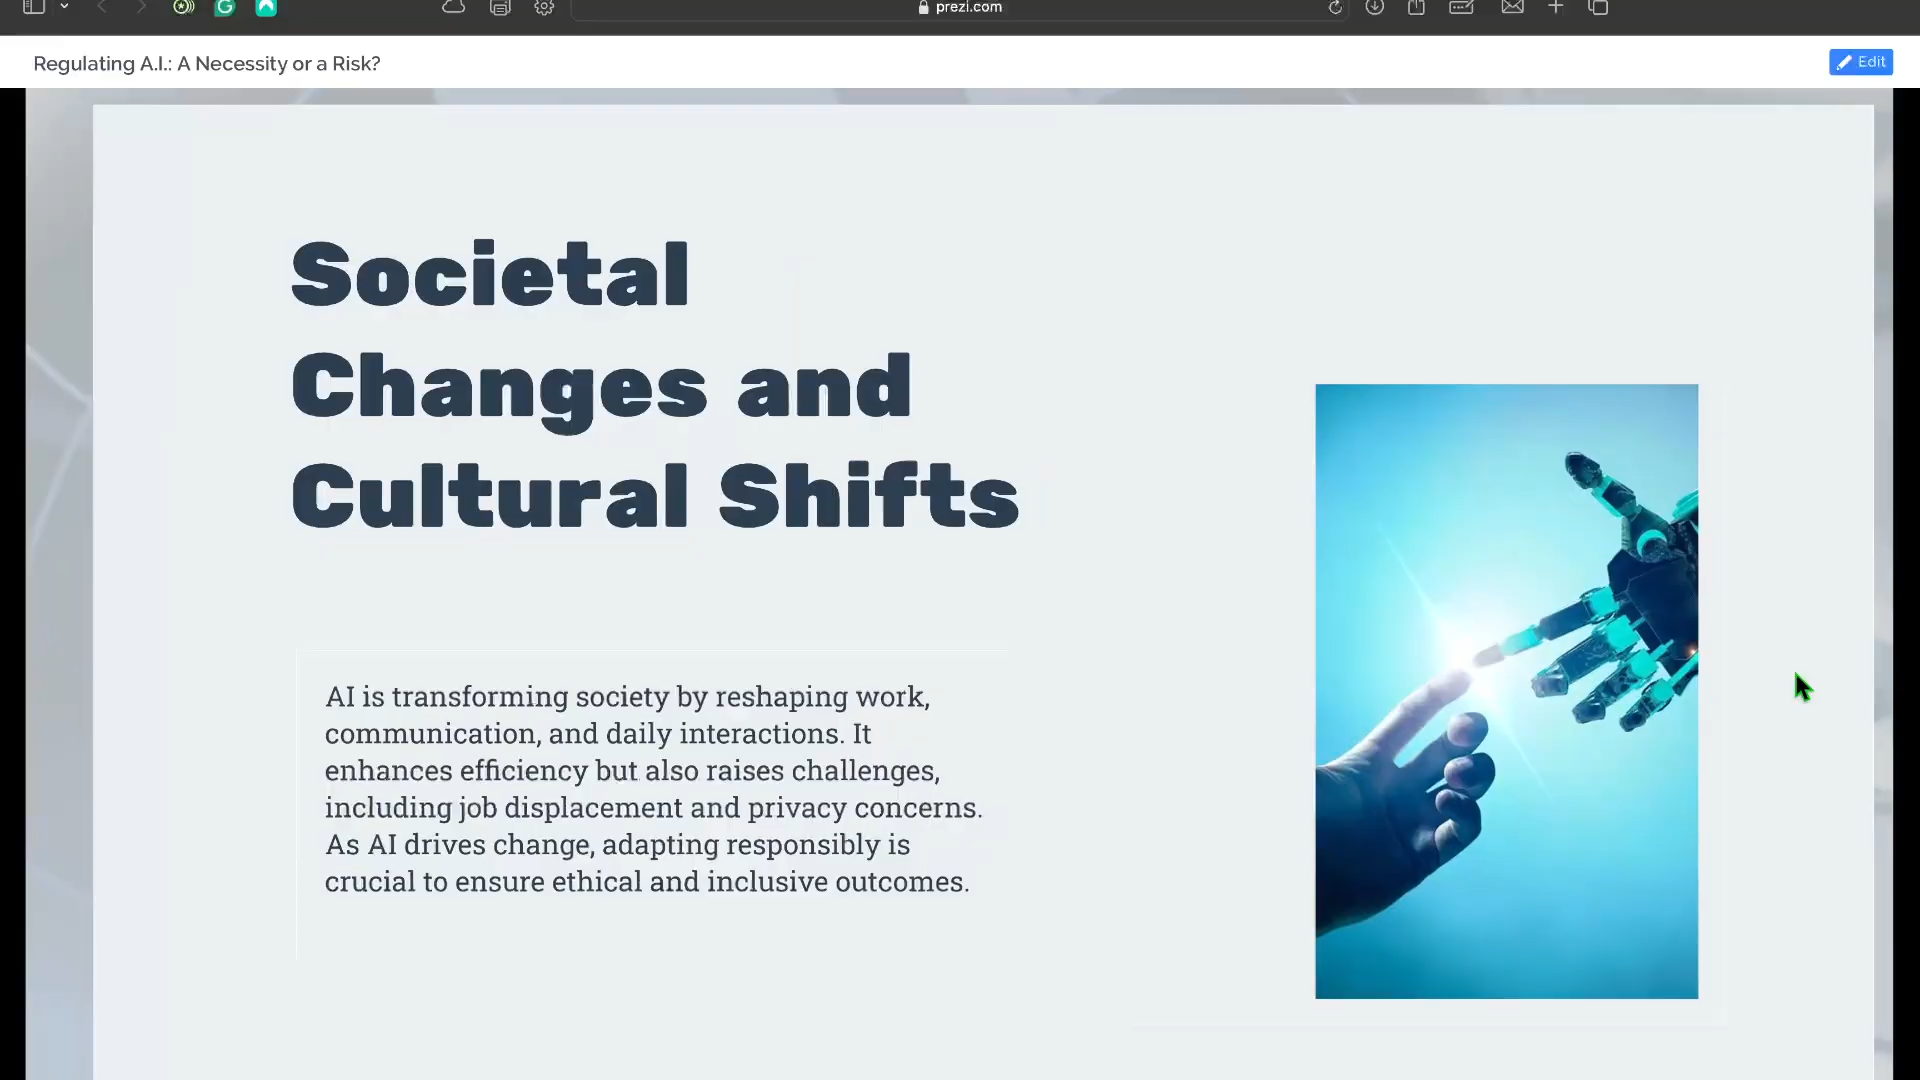 prezi.com
Regulating A.I.: A Necessity or a Risk?
Edit
Societal
Changes and
Cultural Shifts
AI is transforming society by reshaping work,
communication, and daily interactions. It
enhances efficiency but also raises challenges,
including job displacement and privacy concerns.
As AI drives change, adapting responsibly is
crucial to ensure ethical and inclusive outcomes.